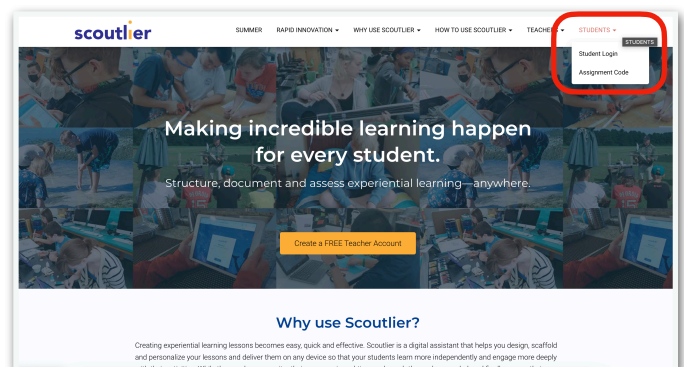 scoutlier
SUMMER RAPID INNOVATION WHY USE SCOUTLIER HOW TO USE SCOUTLIER TEACHERS STUDENTS
STUDENTS
Student Login
Assignment Code
Making incredible learning happen
for every student.
Structure, document and assess experiential learning—anywhere.
Create a FREE Teacher Account
Why use Scoutlier?
Creating experiential learning lessons becomes easy, quick and effective. Scoutlier is a digital assistant that helps you design, scaffold
and personalize your lessons and deliver them on any device so that your students learn more independently and engage more deeply